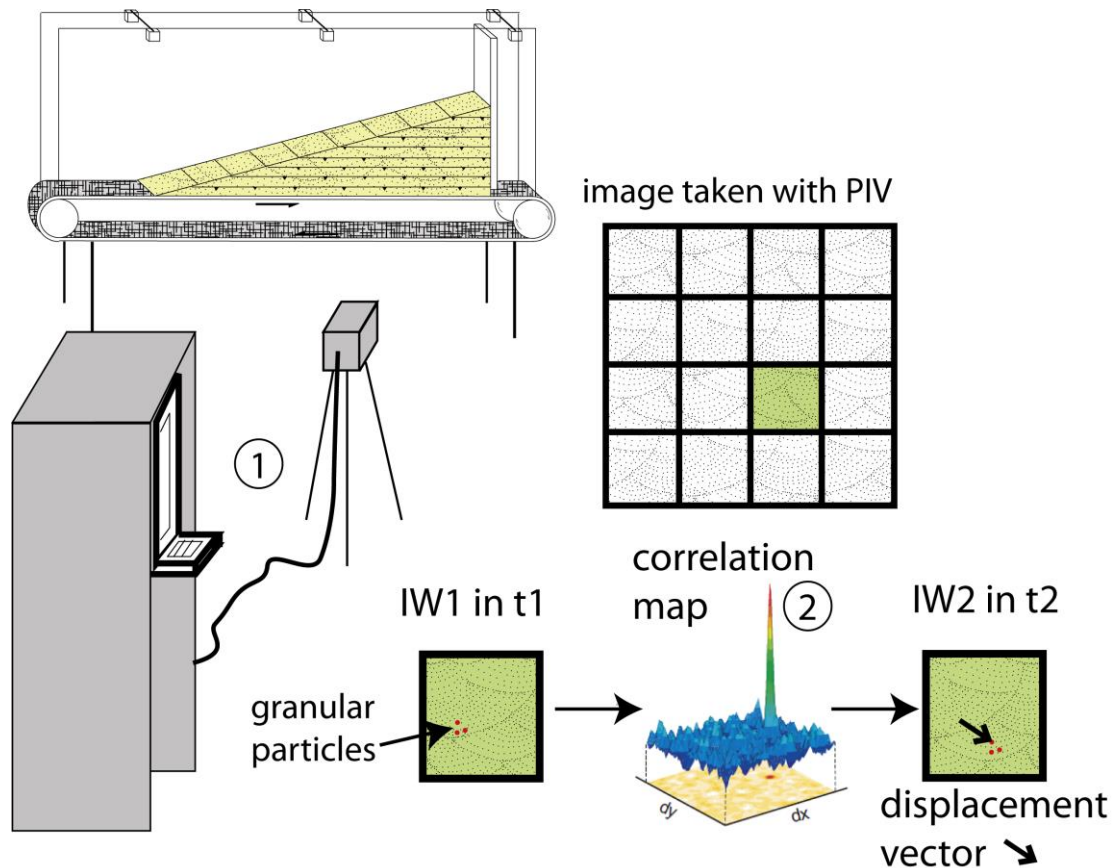 image taken with PIV
1
correlation
map
2
IW1 in t1
IW2 in t2
granular
particles
dy
dx
displacement
vector